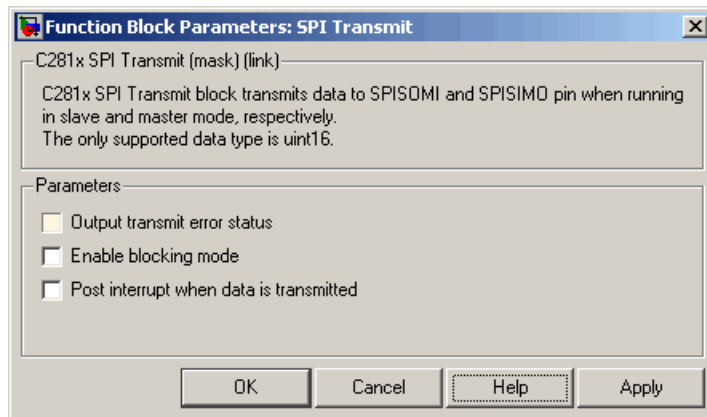 Function Block Parameters: SPI Transmit
C281x SPI Transmit (mask) (link)
C281x SPI Transmit block transmits data to SPISOMI and SPISIMO pin when running
in slave and master mode, respectively.
The only supported data type is uint16.
Parameters
Output transmit error status
Enable blocking mode
Post interrupt when data is transmitted
OK Cancel Help Apply